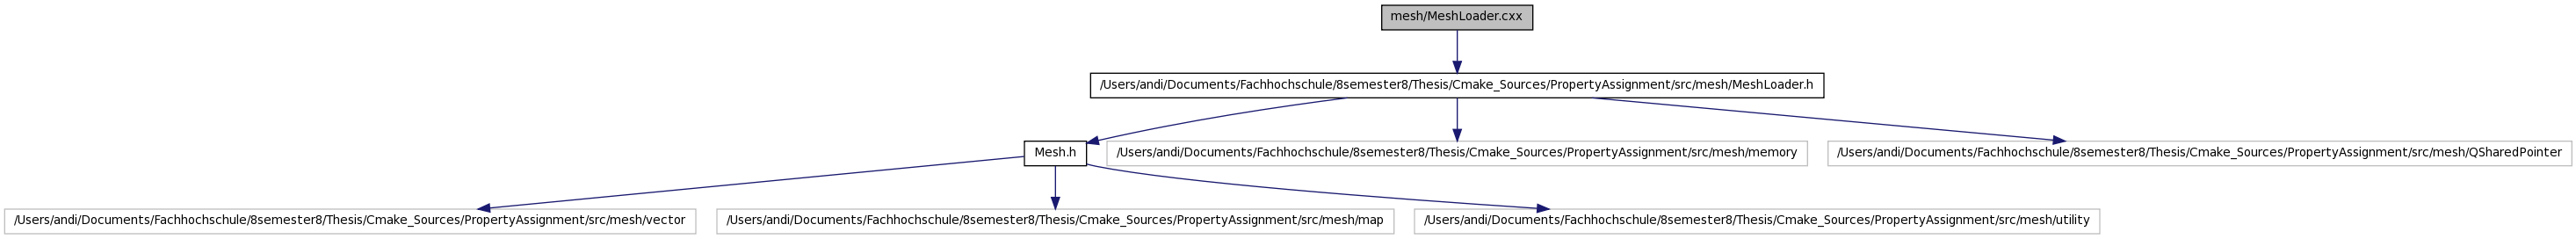 mesh/MeshLoader.cxx
/Users/andi/Documents/Fachhochschule/8semester8/Thesis/Cmake_Sources/PropertyAssignment/src/mesh/MeshLoader.h
Mesh.h
/Users/andi/Documents/Fachhochschule/8semester8/Thesis/Cmake_Sources/PropertyAssignment/src/mesh/memory
/Users/andi/Documents/Fachhochschule/8semester8/Thesis/Cmake_Sources/PropertyAssignment/src/mesh/QSharedPointer
/Users/andi/Documents/Fachhochschule/8semester8/Thesis/Cmake_Sources/PropertyAssignment/src/mesh/vector
/Users/andi/Documents/Fachhochschule/8semester8/Thesis/Cmake_Sources/PropertyAssignment/src/mesh/map
/Users/andi/Documents/Fachhochschule/8semester8/Thesis/Cmake_Sources/PropertyAssignment/src/mesh/utility